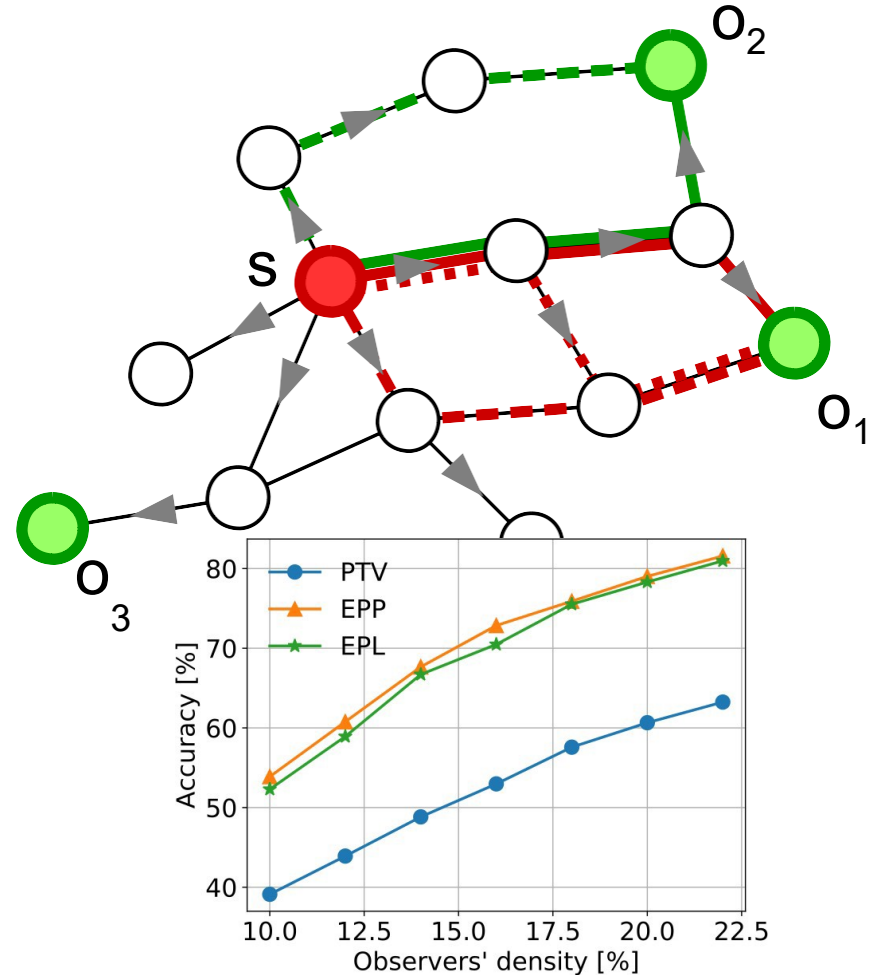 o2
s
o1
o3
PTV
EPP
EPL
80
70
60
50
40
Accuracy [%]
10.0 12.5 15.0 17.5 20.0 22.5
Observers' density [%]